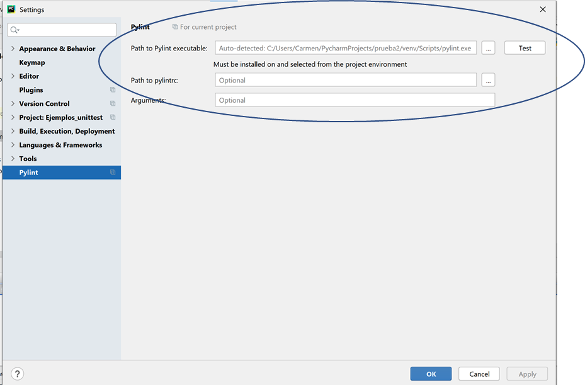 Settings
Appearance & Behavior
Keymap
Editor
Plugins
Version Control
Project: Ejemplos_unittest
Build, Execution, Deployment
Languages & Frameworks
Tools
Pylint
Pylint For current project
Path to Pylint executable: Auto-detected: C:/Users/Carmen/PycharmProjects/prueba2/venv/Scripts/pylint.exe ... Test
Must be installed on and selected from the project environment
Path to pylintrc: Optional ...
Arguments: Optional
? OK Cancel Apply